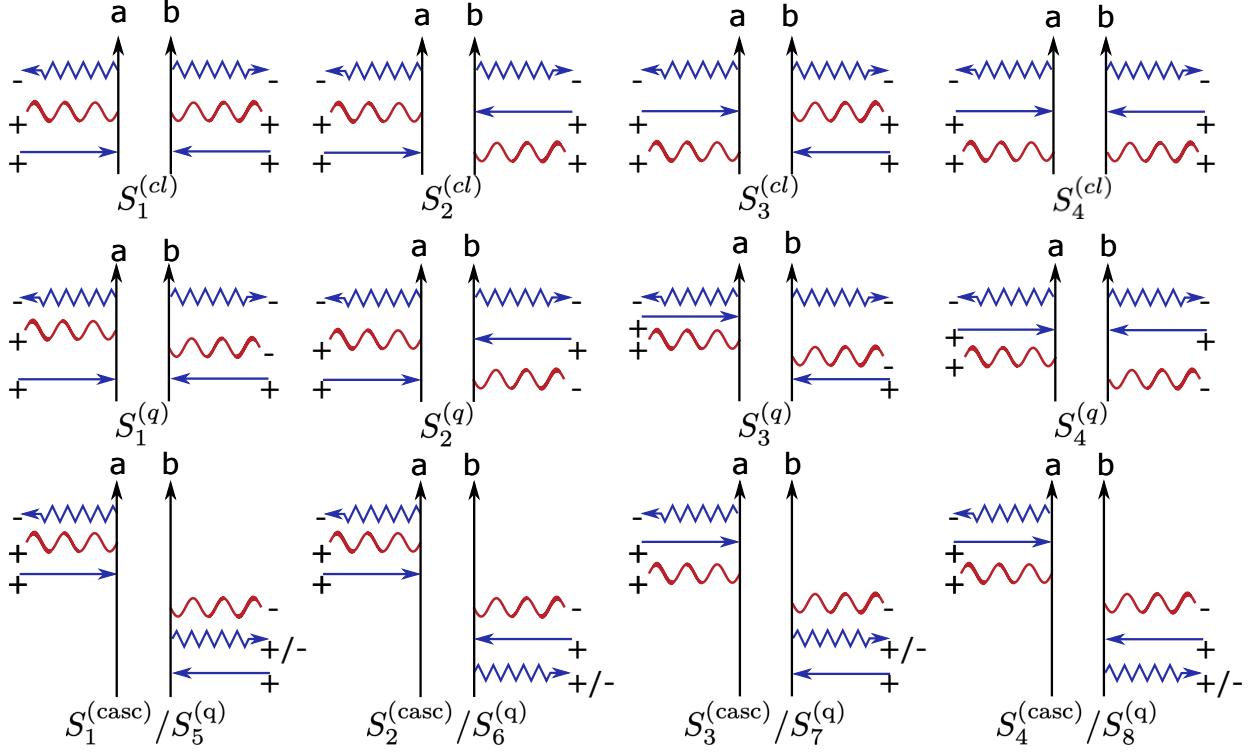 a b a b a b a b
- - - - - - - -
+ + + + + + + +
+ + + + + + + +
S_1^{(cl)} S_2^{(cl)} S_3^{(cl)} S_4^{(cl)}
a b a b a b a b
- - - - - - - -
+ - + + + - + +
+ + + - + + + -
S_1^{(q)} S_2^{(q)} S_3^{(q)} S_4^{(q)}
a b a b a b a b
- - - -
+ + + +
+ + + +
- - - -
+/- + +/- +
+ +/- + +/-
S_1^{(casc)}/S_5^{(q)} S_2^{(casc)}/S_6^{(q)} S_3^{(casc)}/S_7^{(q)} S_4^{(casc)}/S_8^{(q)}